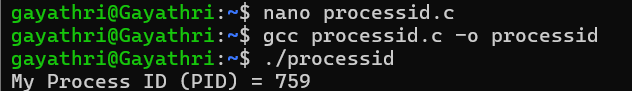 gayathri@Gayathri:~$ nano processid.c
gayathri@Gayathri:~$ gcc processid.c -o processid
gayathri@Gayathri:~$ ./processid
My Process ID (PID) = 759